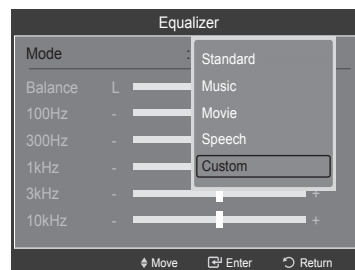 Equalizer
Mode :
Standard
Music
Movie
Speech
Custom
Balance L
100Hz -
300Hz -
1kHz -
3kHz - +
10kHz - +
Move Enter Return